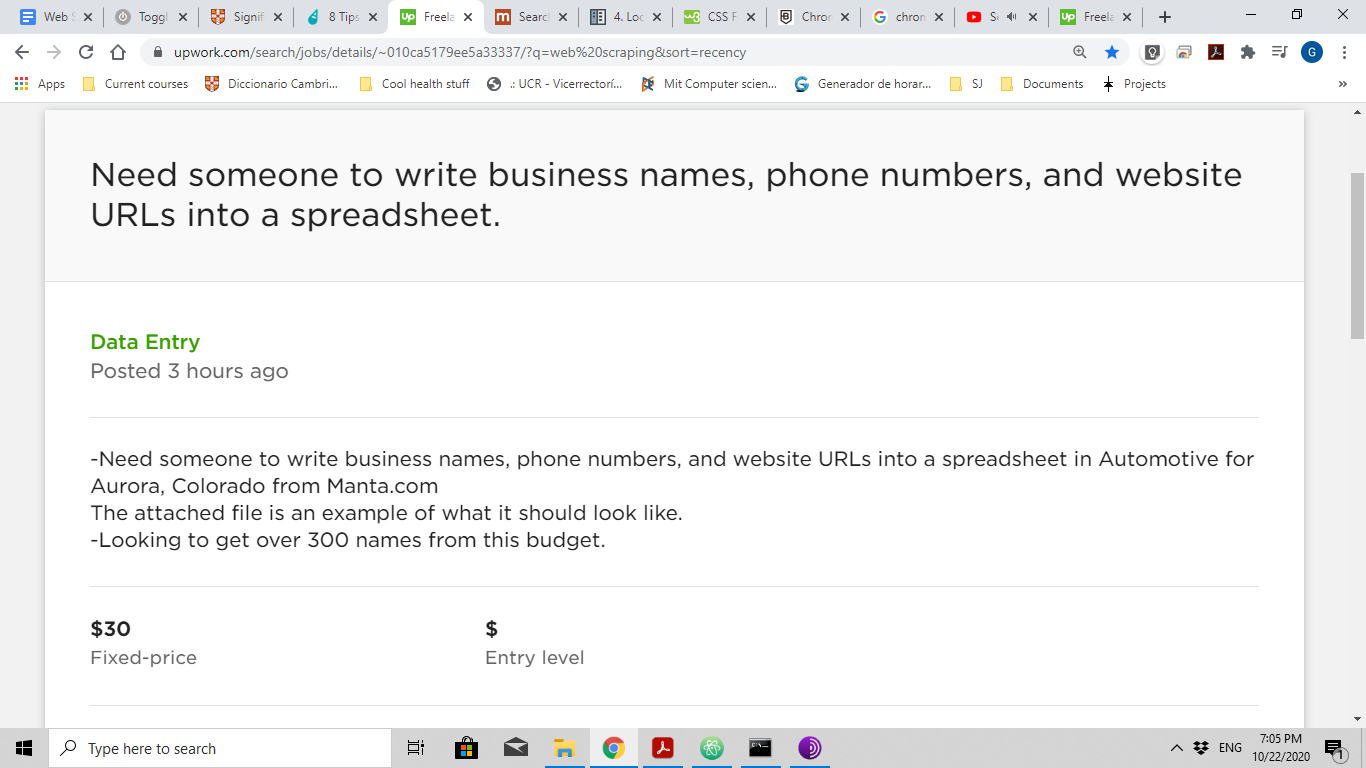 Web S
Toggl
Signif
8 Tips
Freela
Searc
4. Loc
CSS F
Chror
chron
Freela
upwork.com/search/jobs/details/~010ca5179ee5a33337/?q=web%20scraping&sort=recency
G
Apps
Current courses
Diccionario Cambri...
Cool health stuff
.: UCR - Vicerrectorí...
Mit Computer scien...
Generador de horar...
SJ
Documents
Projects
»
Need someone to write business names, phone numbers, and website
URLs into a spreadsheet.
Data Entry
Posted 3 hours ago
-Need someone to write business names, phone numbers, and website URLs into a spreadsheet in Automotive for
Aurora, Colorado from Manta.com
The attached file is an example of what it should look like.
-Looking to get over 300 names from this budget.
$30
Fixed-price
$
Entry level
Type here to search
ENG
7:05 PM
10/22/2020
1